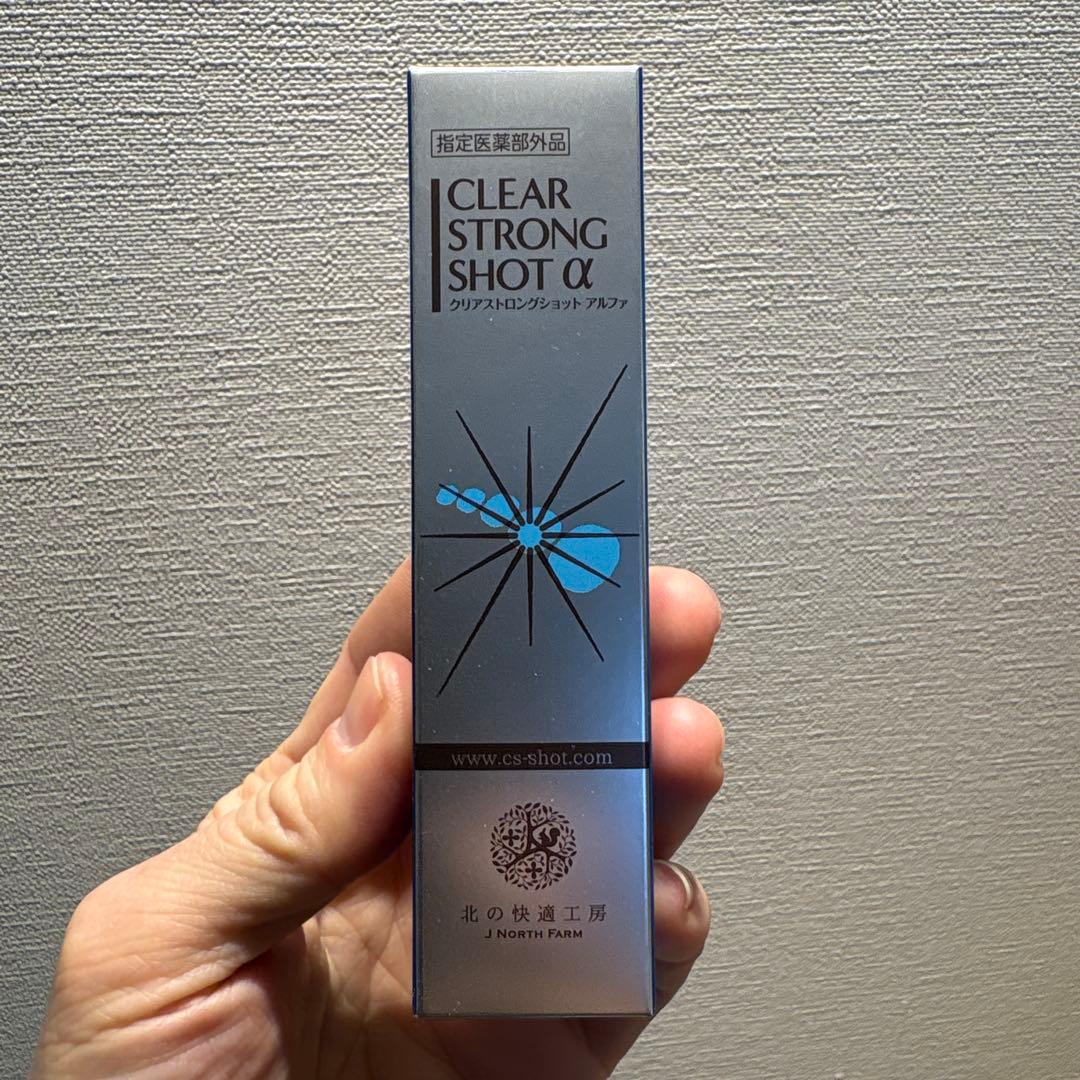 指定医薬部外品
CLEAR
STRONG
SHOT α
クリアストロングショット アルファ
www.cs-shot.com
北の快適工房
J NORTH FARM